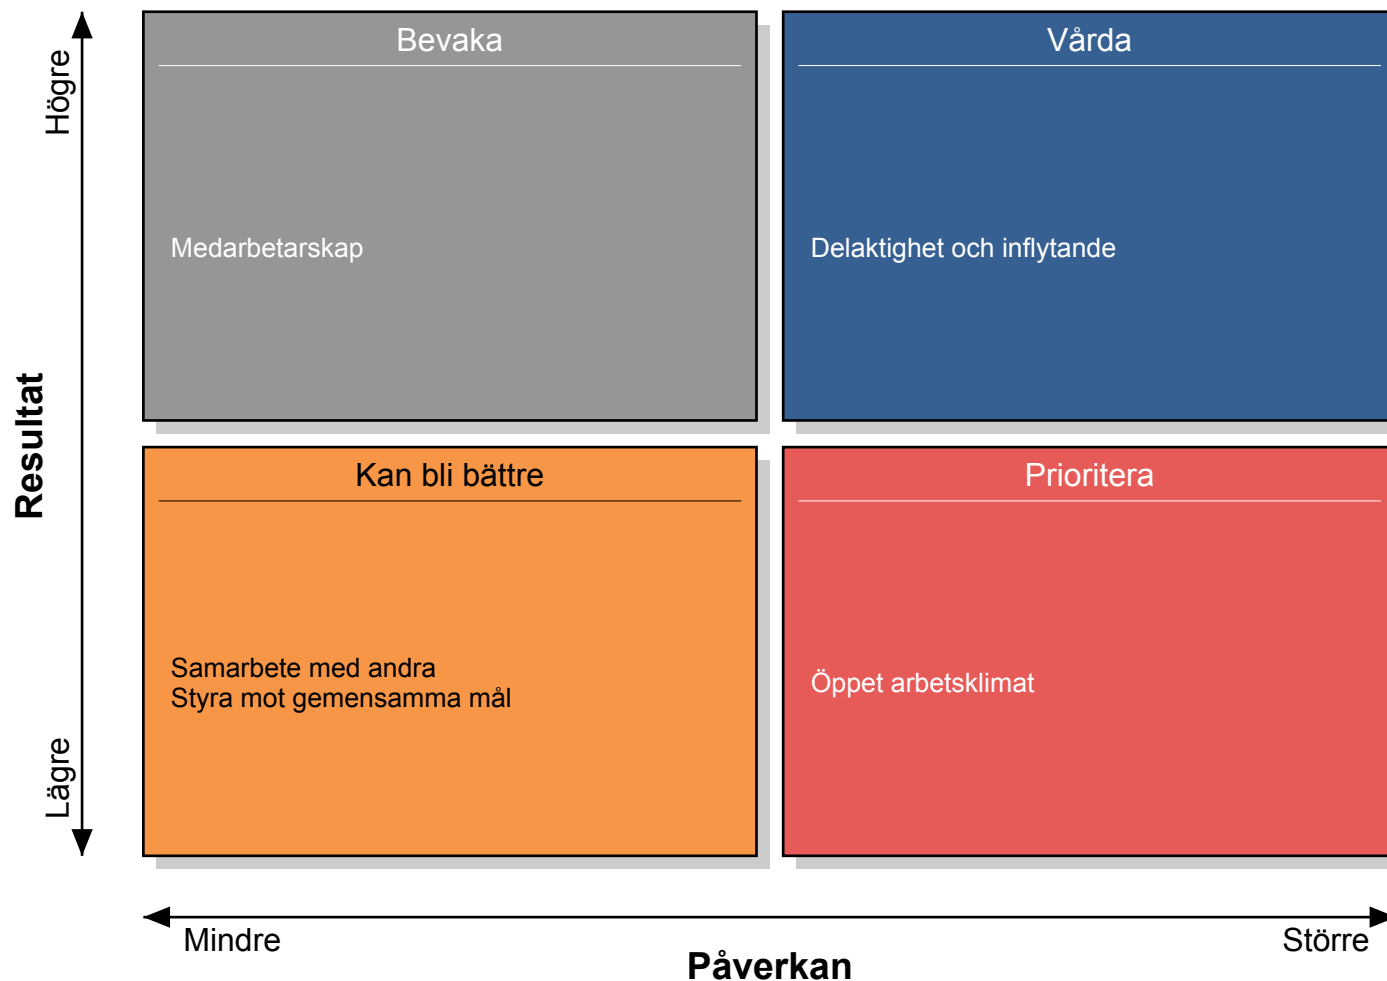 Högre
Bevaka
Vårda
Medarbetarskap
Delaktighet och inflytande
Resultat
Kan bli bättre
Prioritera
Samarbete med andra
Styra mot gemensamma mål
Öppet arbetsklimat
Lägre
Mindre
Större
Påverkan